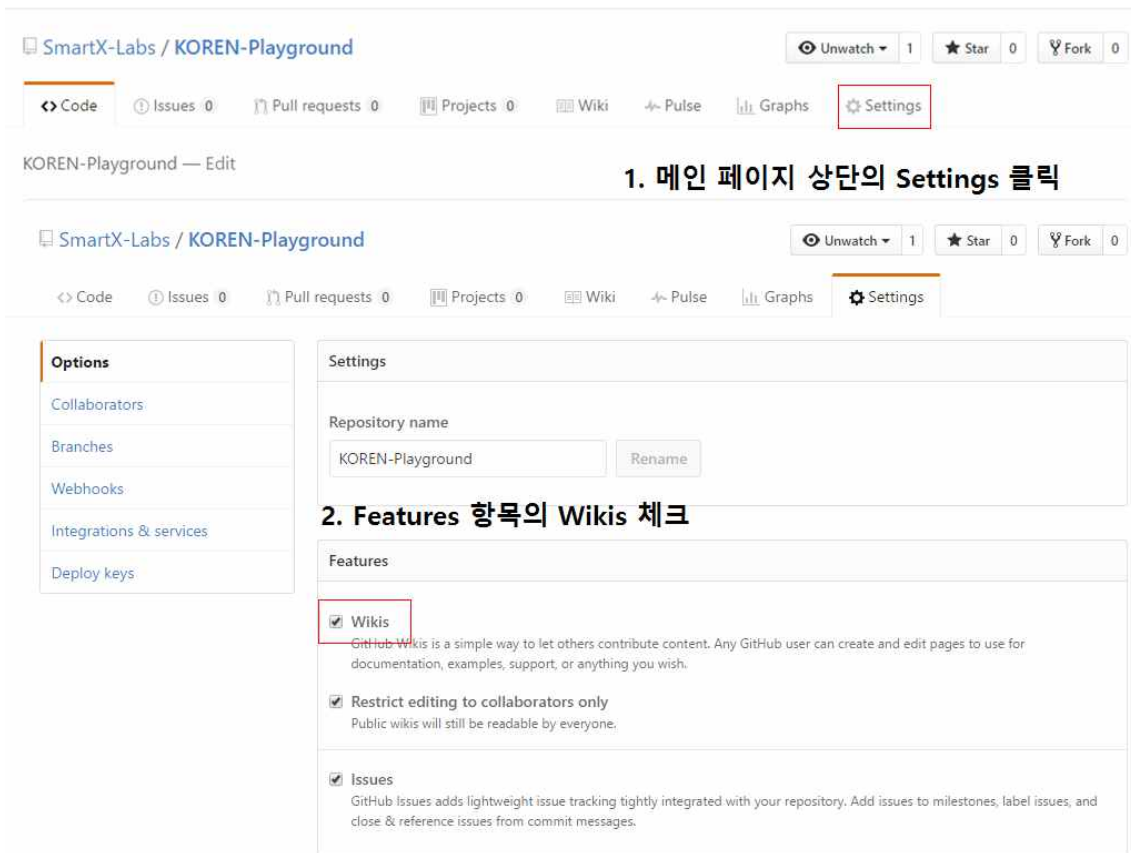 SmartX-Labs / KOREN-Playground
Unwatch 1 Star 0 Fork 0
Code Issues 0 Pull requests 0 Projects 0 Wiki Pulse Graphs Settings
KOREN-Playground — Edit
1. 메인 페이지 상단의 Settings 클릭
SmartX-Labs / KOREN-Playground
Unwatch 1 Star 0 Fork 0
Code Issues 0 Pull requests 0 Projects 0 Wiki Pulse Graphs Settings
Options
Collaborators
Branches
Webhooks
Integrations & services
Deploy keys
Settings
Repository name
KOREN-Playground Rename
2. Features 항목의 Wikis 체크
Features
Wikis
GitHub Wikis is a simple way to let others contribute content. Any GitHub user can create and edit pages to use for
documentation, examples, support, or anything you wish.
Restrict editing to collaborators only
Public wikis will still be readable by everyone.
Issues
GitHub Issues adds lightweight issue tracking tightly integrated with your repository. Add issues to milestones, label issues, and
close & reference issues from commit messages.